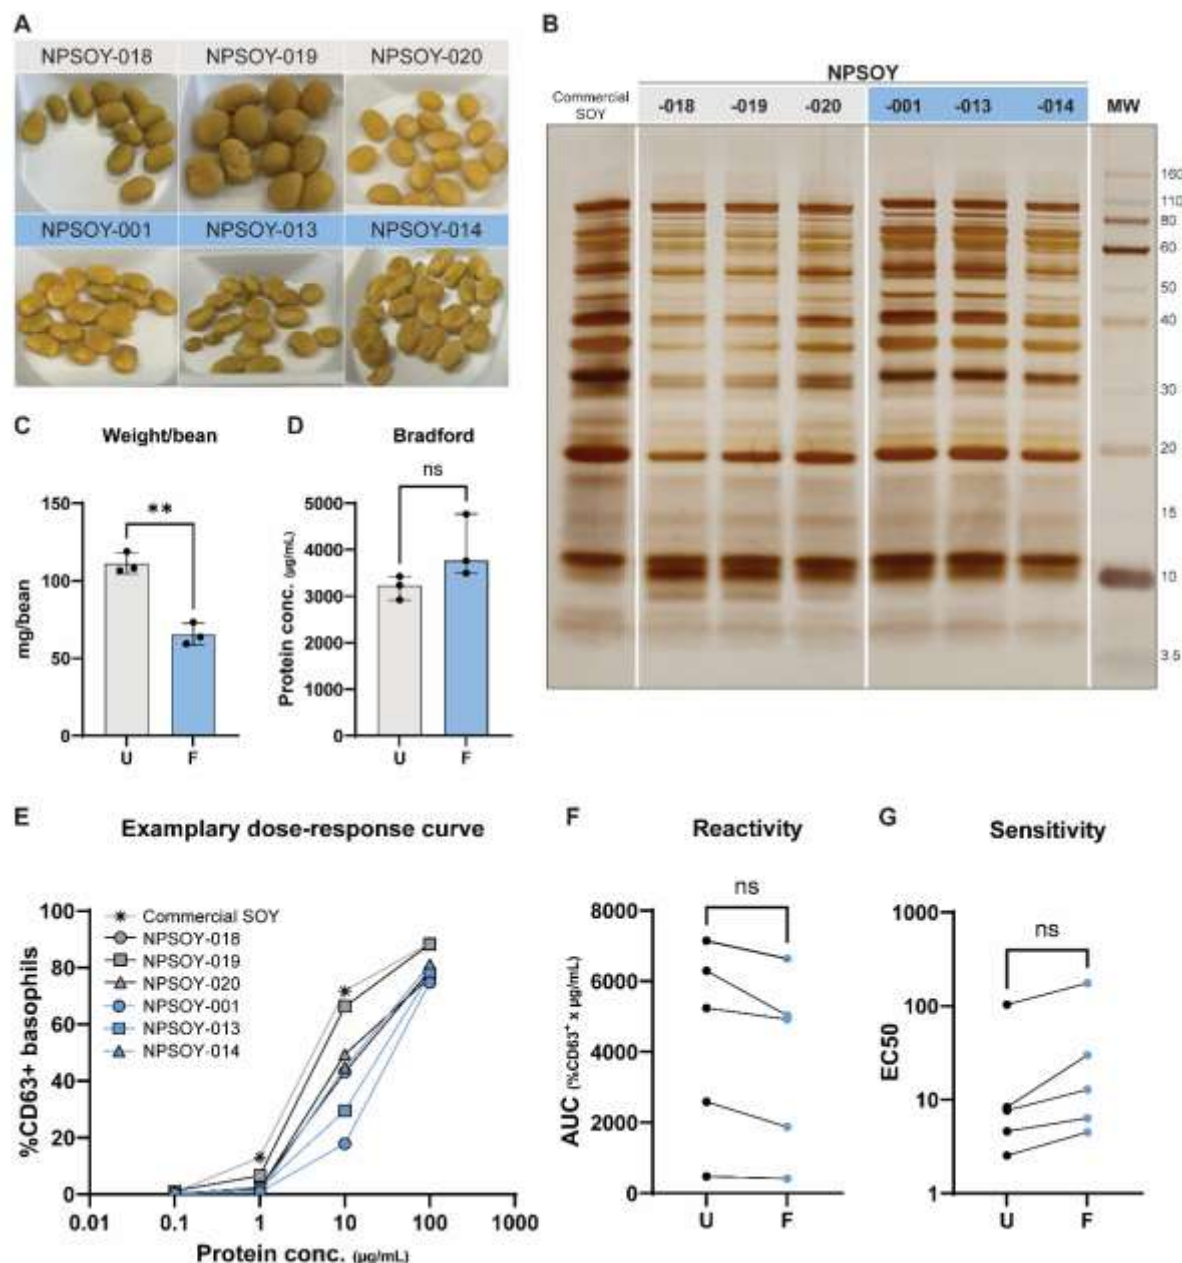 A
NPSOY-018 NPSOY-019 NPSOY-020
NPSOY-001 NPSOY-013 NPSOY-014
B
NPSOY
Commercial SOY -018 -019 -020 -001 -013 -014 MW
160
110
80
60
50
40
30
20
15
10
3.5
C
Weight/bean
**
150
100
50
0
mg/bean
U F
D
Bradford
ns
5000
4000
3000
2000
1000
0
Protein conc. (µg/mL)
U F
E
Examplary dose-response curve
100
80
60
40
20
0
%CD63+ basophils
Commercial SOY
NPSOY-018
NPSOY-019
NPSOY-020
NPSOY-001
NPSOY-013
NPSOY-014
0.01 0.1 1 10 100 1000
Protein conc. (µg/mL)
F
Reactivity
ns
8000
6000
4000
2000
0
AUC (%CD63⁺ x µg/mL)
U F
G
Sensitivity
ns
1000
100
10
1
EC50
U F